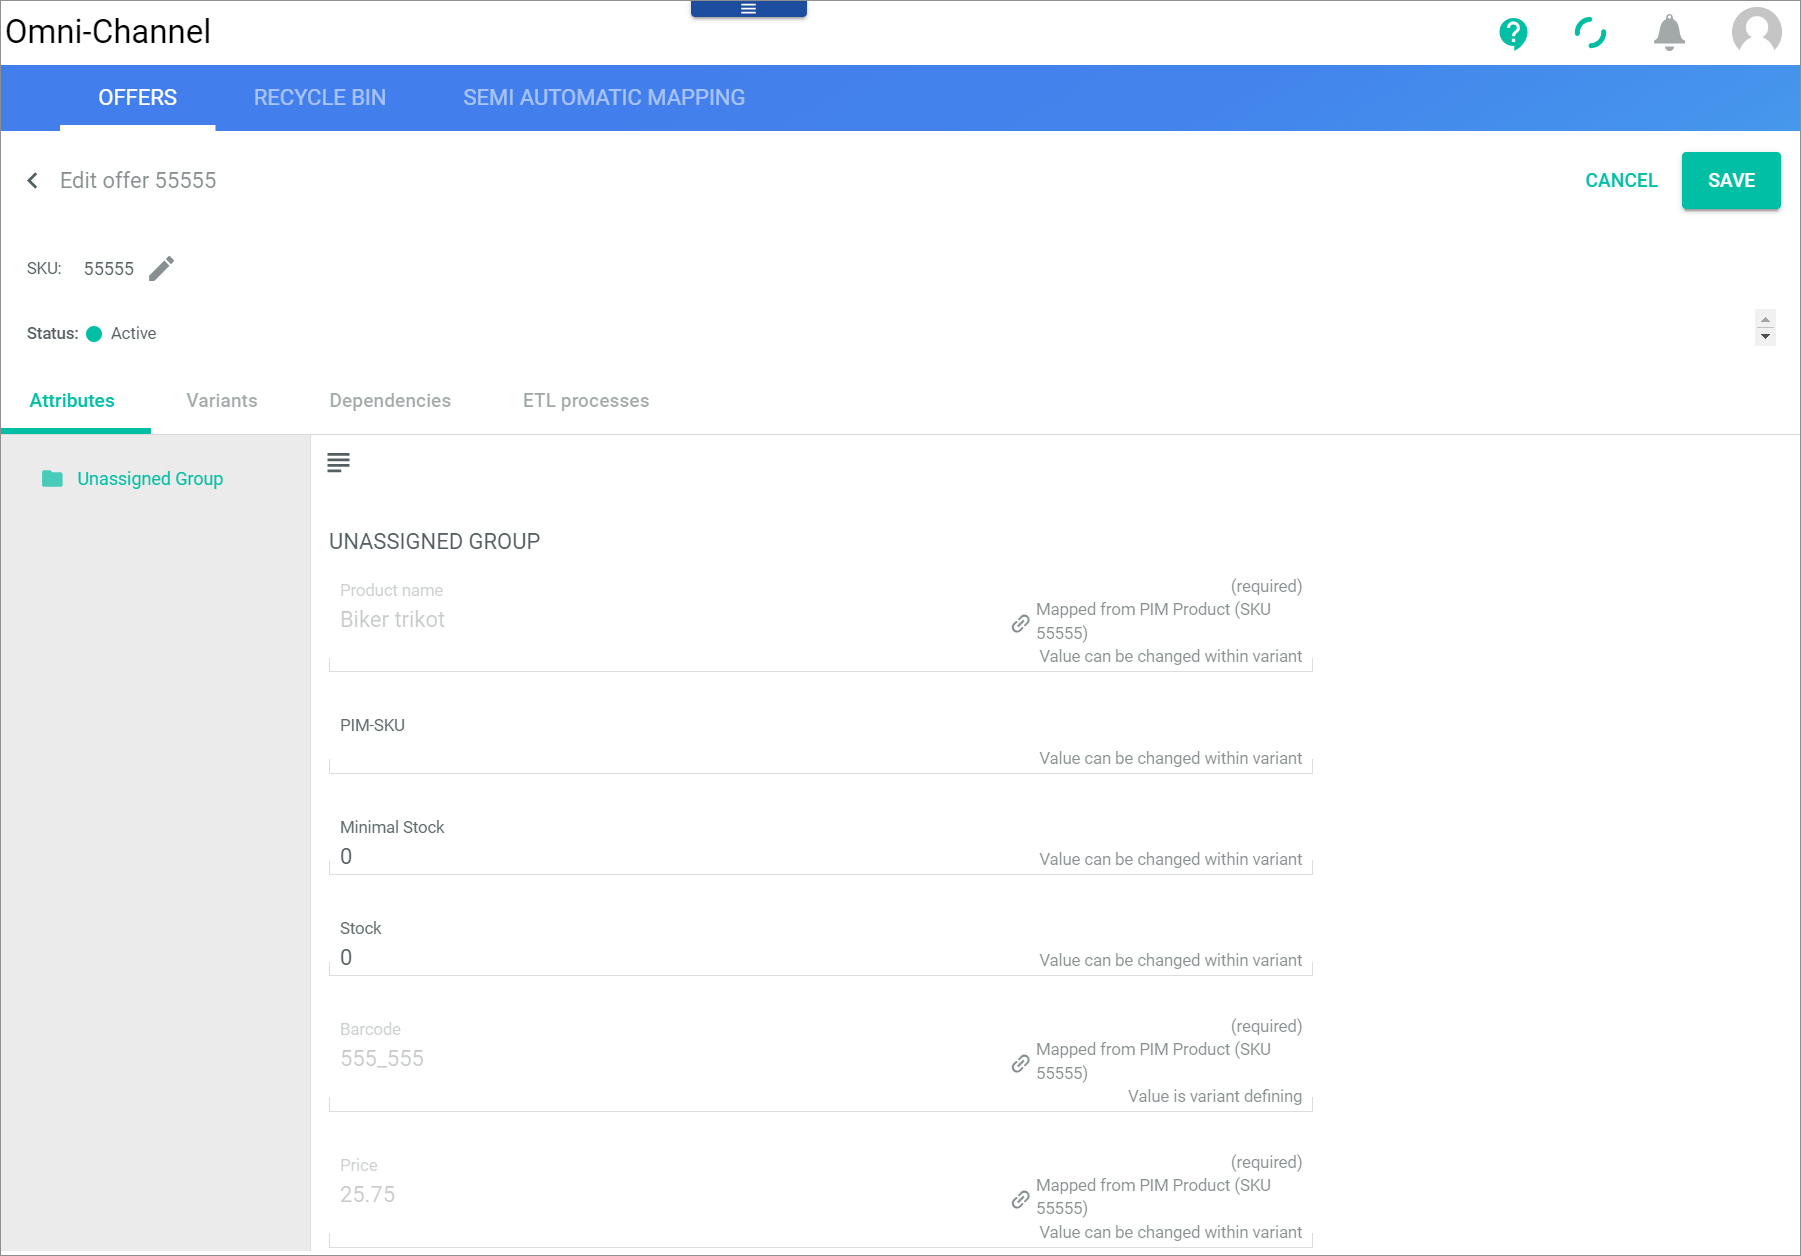 Omni-Channel
OFFERS RECYCLE BIN SEMI AUTOMATIC MAPPING
Edit offer 55555
CANCEL SAVE
SKU: 55555
Status: Active
Attributes Variants Dependencies ETL processes
Unassigned Group
UNASSIGNED GROUP
Product name (required)
Biker trikot Mapped from PIM Product (SKU
55555)
Value can be changed within variant
PIM-SKU
Value can be changed within variant
Minimal Stock
0 Value can be changed within variant
Stock
0 Value can be changed within variant
Barcode (required)
555_555 Mapped from PIM Product (SKU
55555)
Value is variant defining
Price (required)
25.75 Mapped from PIM Product (SKU
55555)
Value can be changed within variant